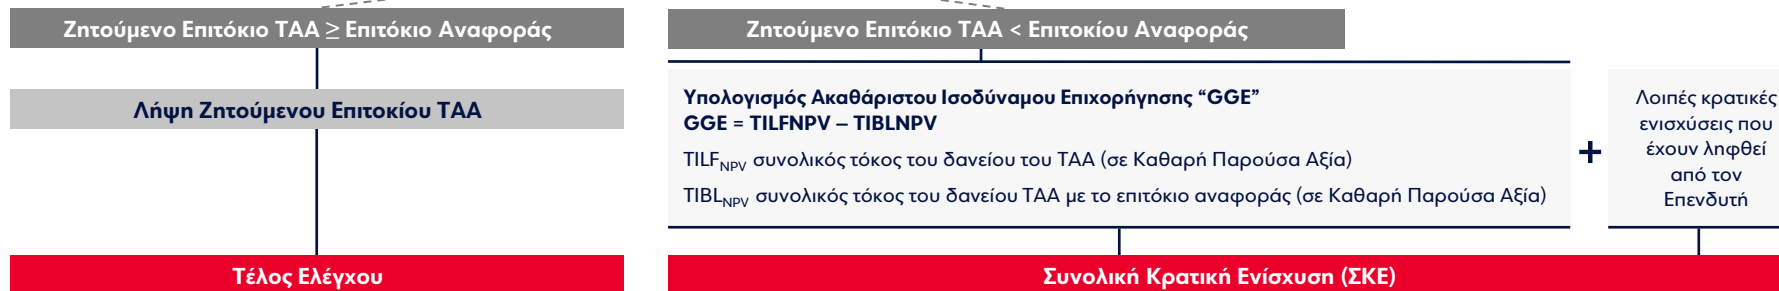 Ζητούμενο Επιτόκιο ΤΑΑ ≥ Επιτόκιο Αναφοράς
Λήψη Ζητούμενου Επιτοκίου ΤΑΑ
Τέλος Ελέγχου
Ζητούμενο Επιτόκιο ΤΑΑ < Επιτοκίου Αναφοράς
Υπολογισμός Ακαθάριστου Ισοδύναμου Επιχορήγησης “GGE”
GGE = TILFNPV – TIBLNPV
TILF_NPV συνολικός τόκος του δανείου του ΤΑΑ (σε Καθαρή Παρούσα Αξία)
TIBL_NPV συνολικός τόκος του δανείου ΤΑΑ με το επιτόκιο αναφοράς (σε Καθαρή Παρούσα Αξία)
+
Λοιπές κρατικές
ενισχύσεις που
έχουν ληφθεί
από τον
Επενδυτή
Συνολική Κρατική Ενίσχυση (ΣΚΕ)